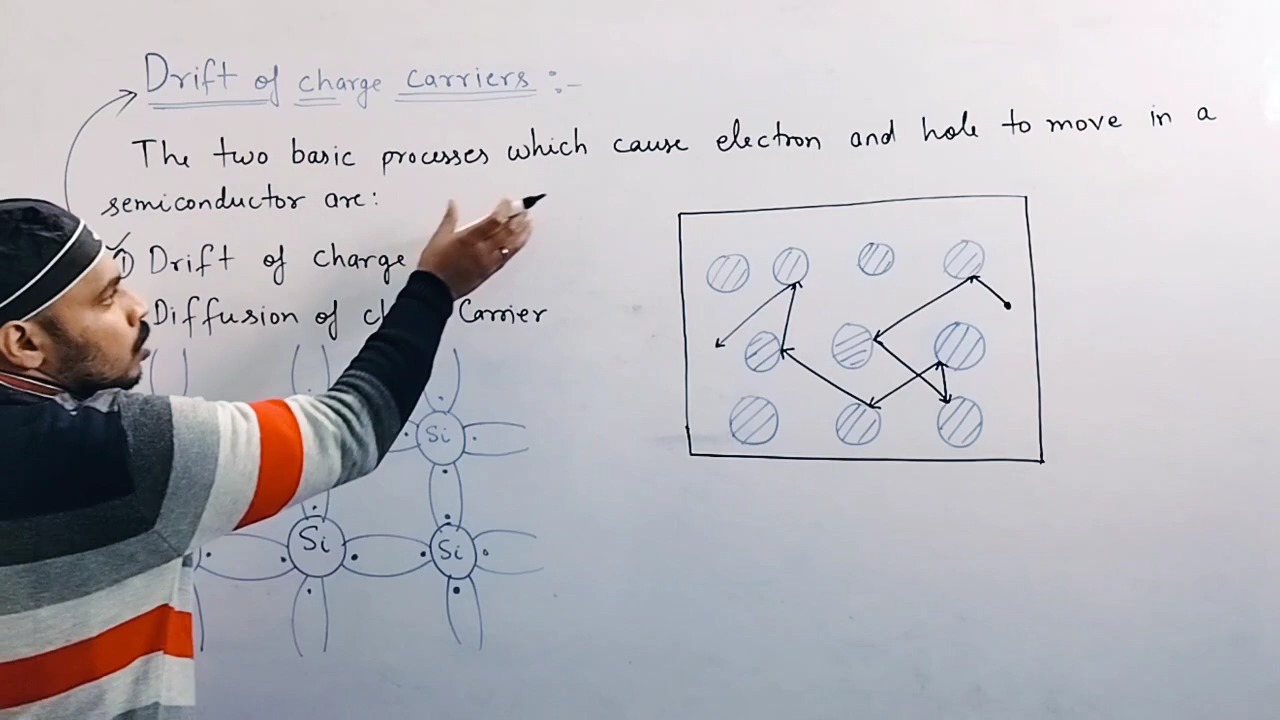 Drift of charge carriers :-
The two basic processes which cause electron and hole to move in a
semiconductor are:
① Drift of charge
Diffusion of Carrier
Si
Si Si